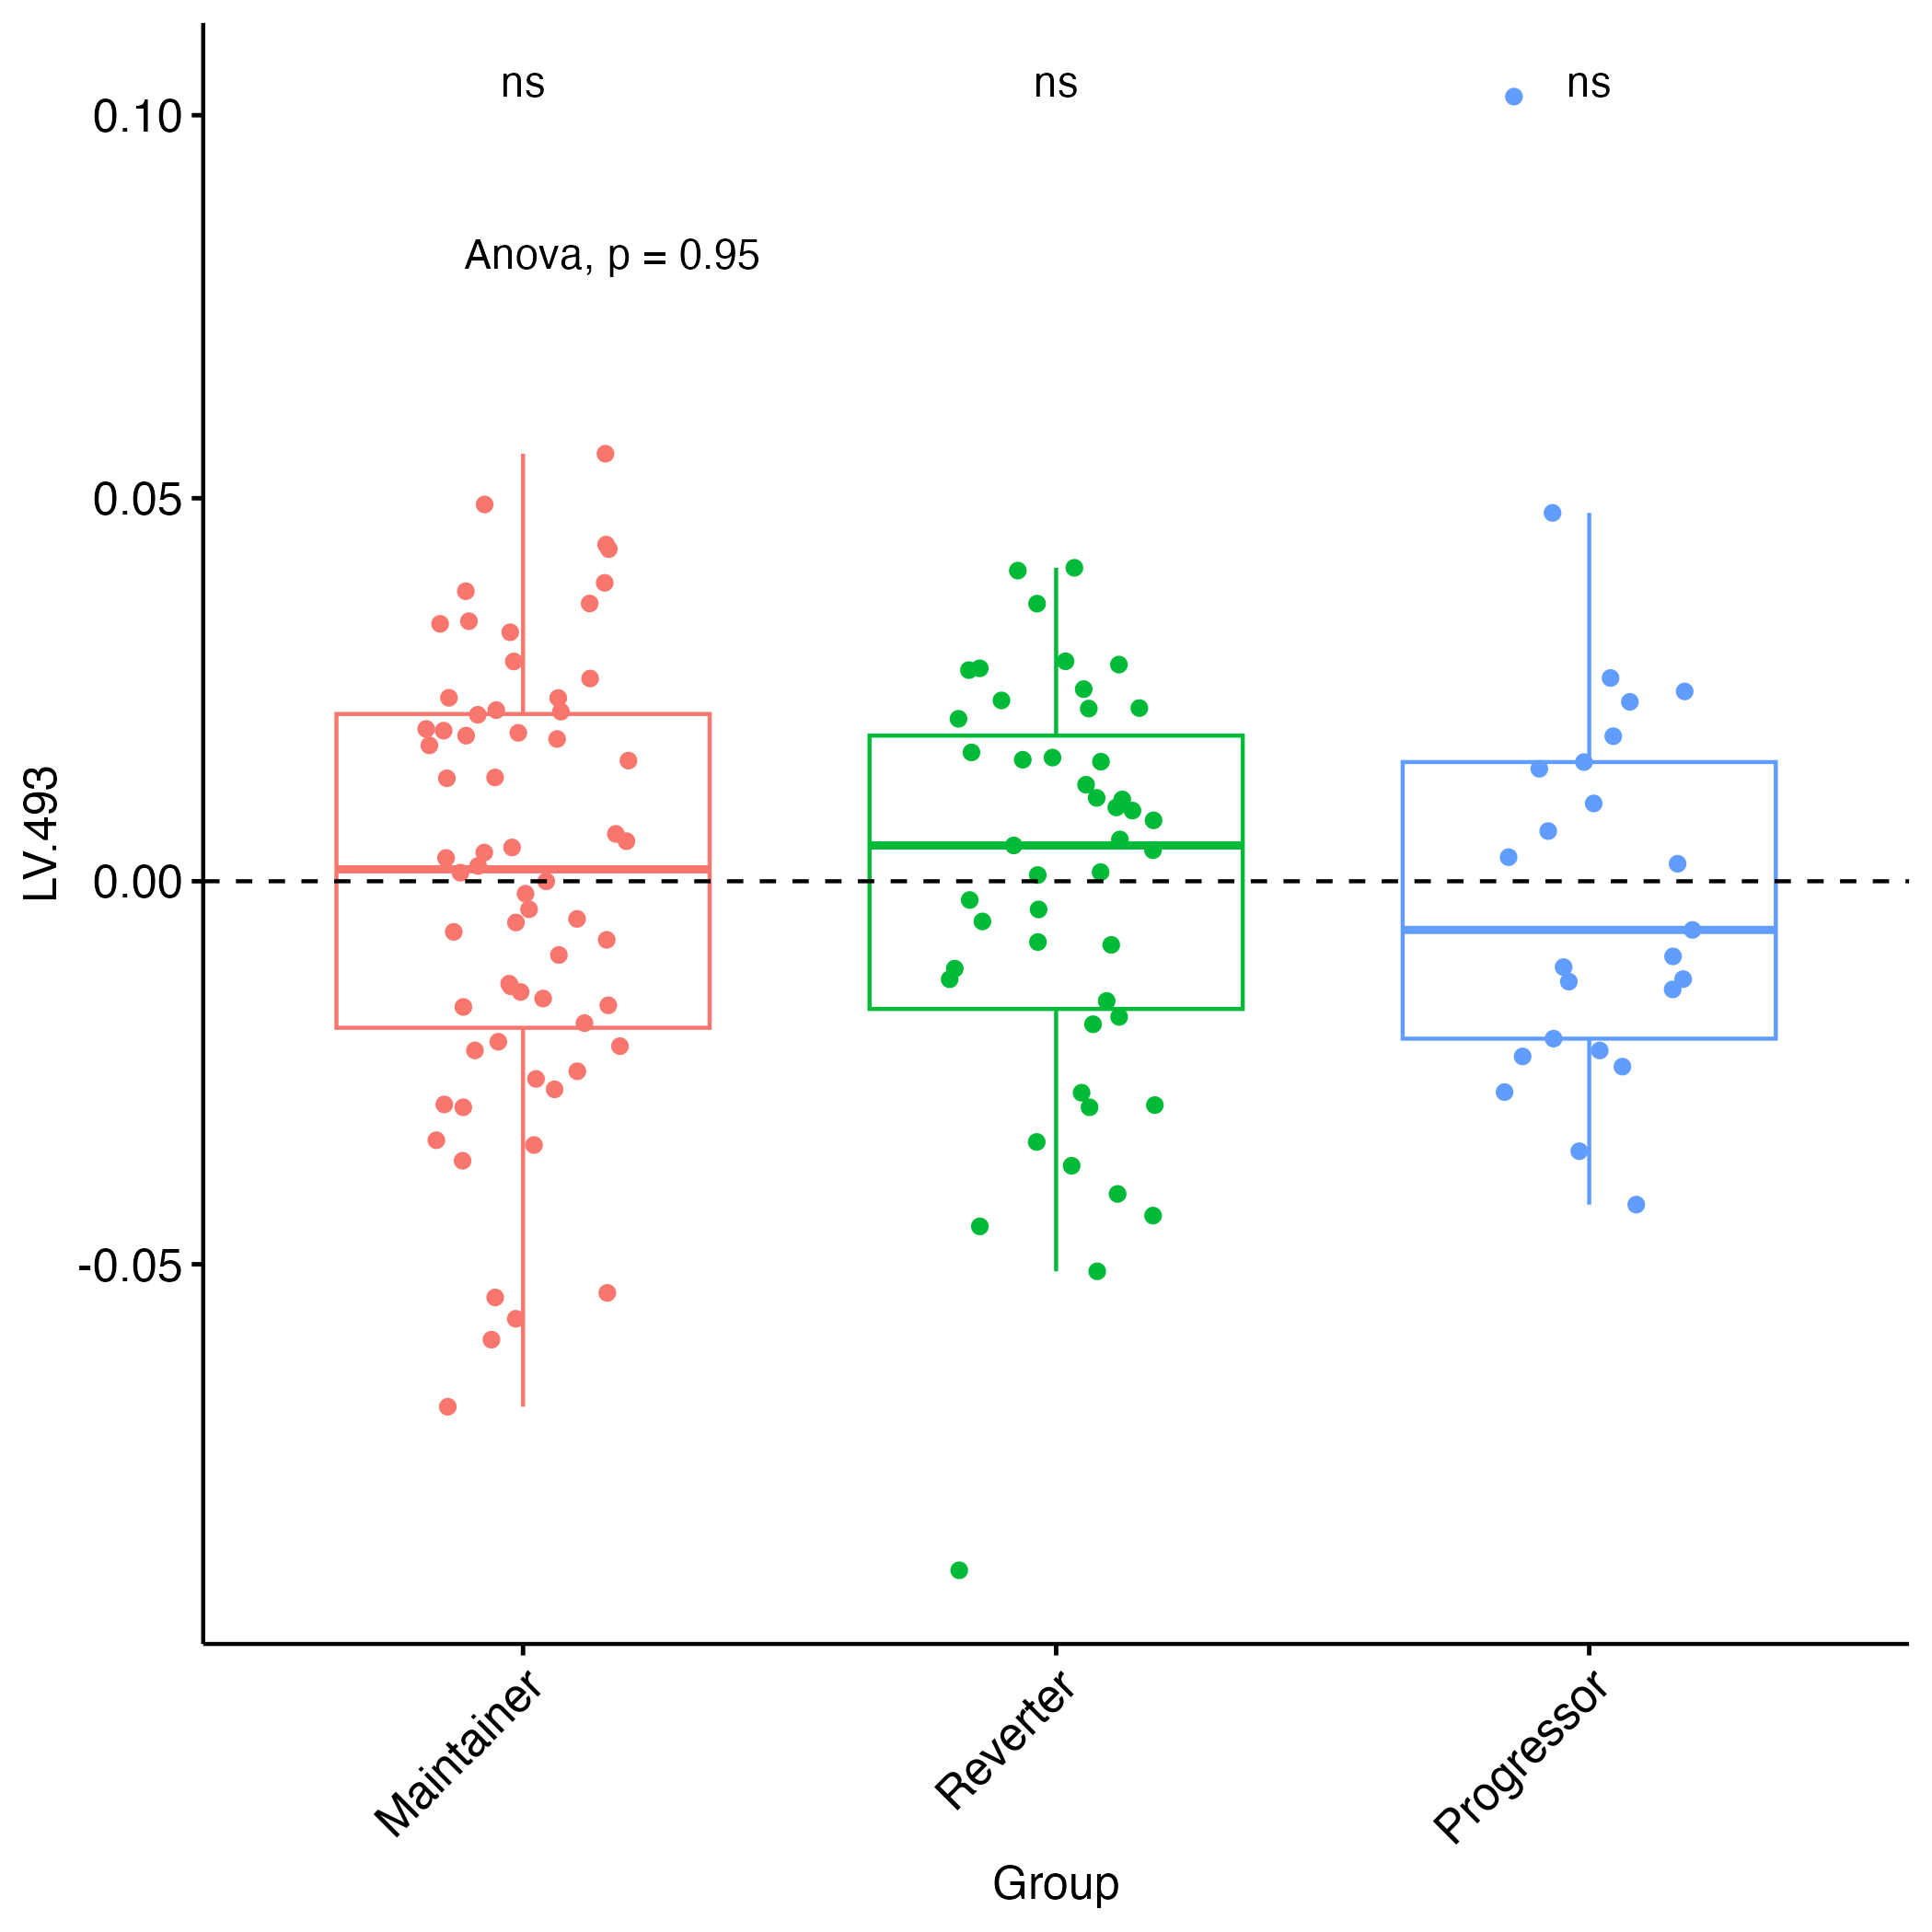 ns ns ns
Anova, p = 0.95
0.10
0.05
0.00
-0.05
LV.493
Maintainer
Reverter
Progressor
Group